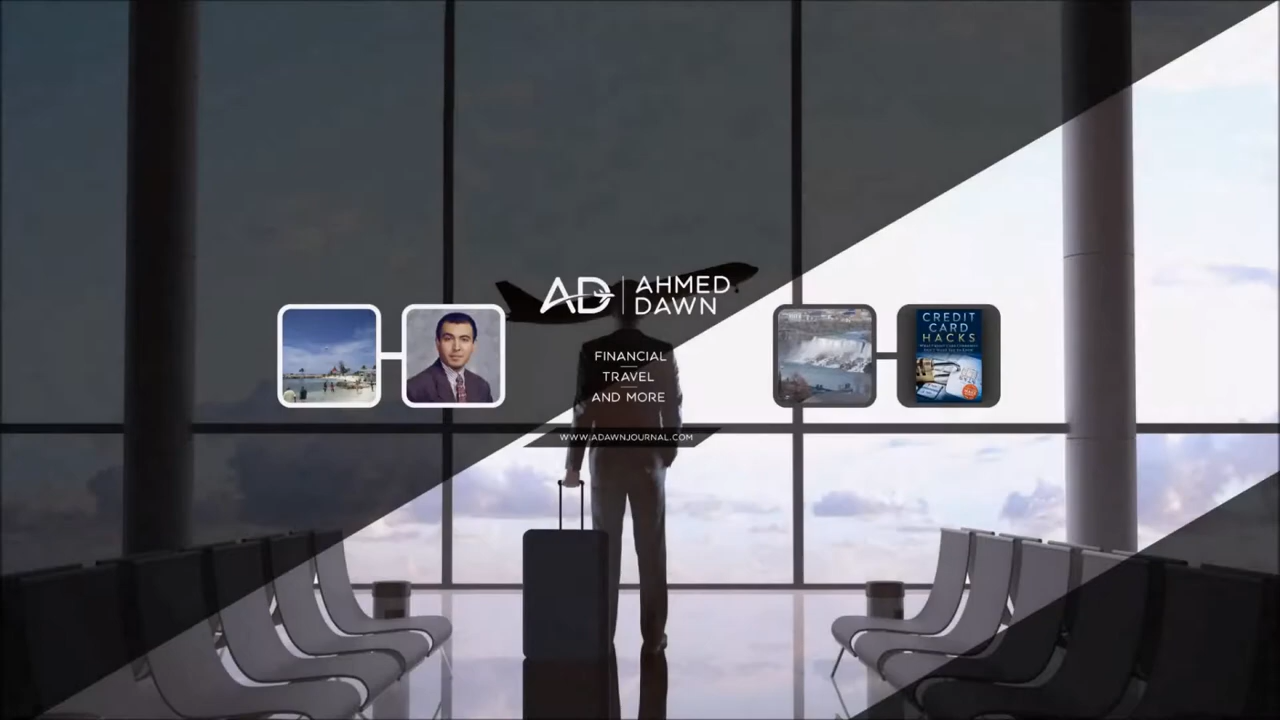 AD
AHMED
DAWN
FINANCIAL
TRAVEL
AND MORE
WWW.ADAWNJOURNAL.COM
CREDIT
CARD
HACKS